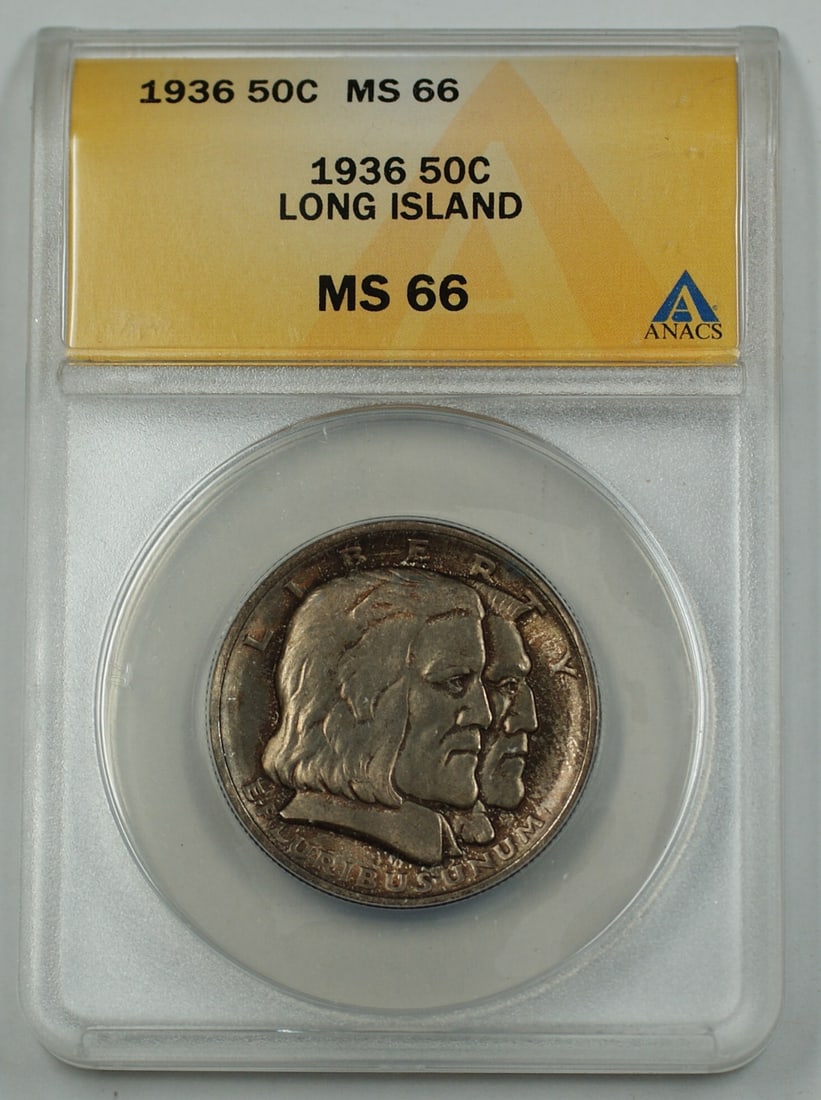 1936 50C MS 66
1936 50C
LONG ISLAND
MS 66
ANACS
LIBERTY
E PLURIBUS UNUM